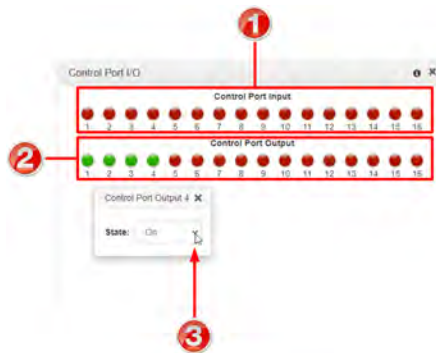 1
Control Port I/O
Control Port Input
1 2 3 4 5 6 7 8 9 10 11 12 13 14 15 16
2
Control Port Output
1 2 3 4 5 6 7 8 9 10 11 12 13 14 15 16
Control Port Output 4
State: On
3